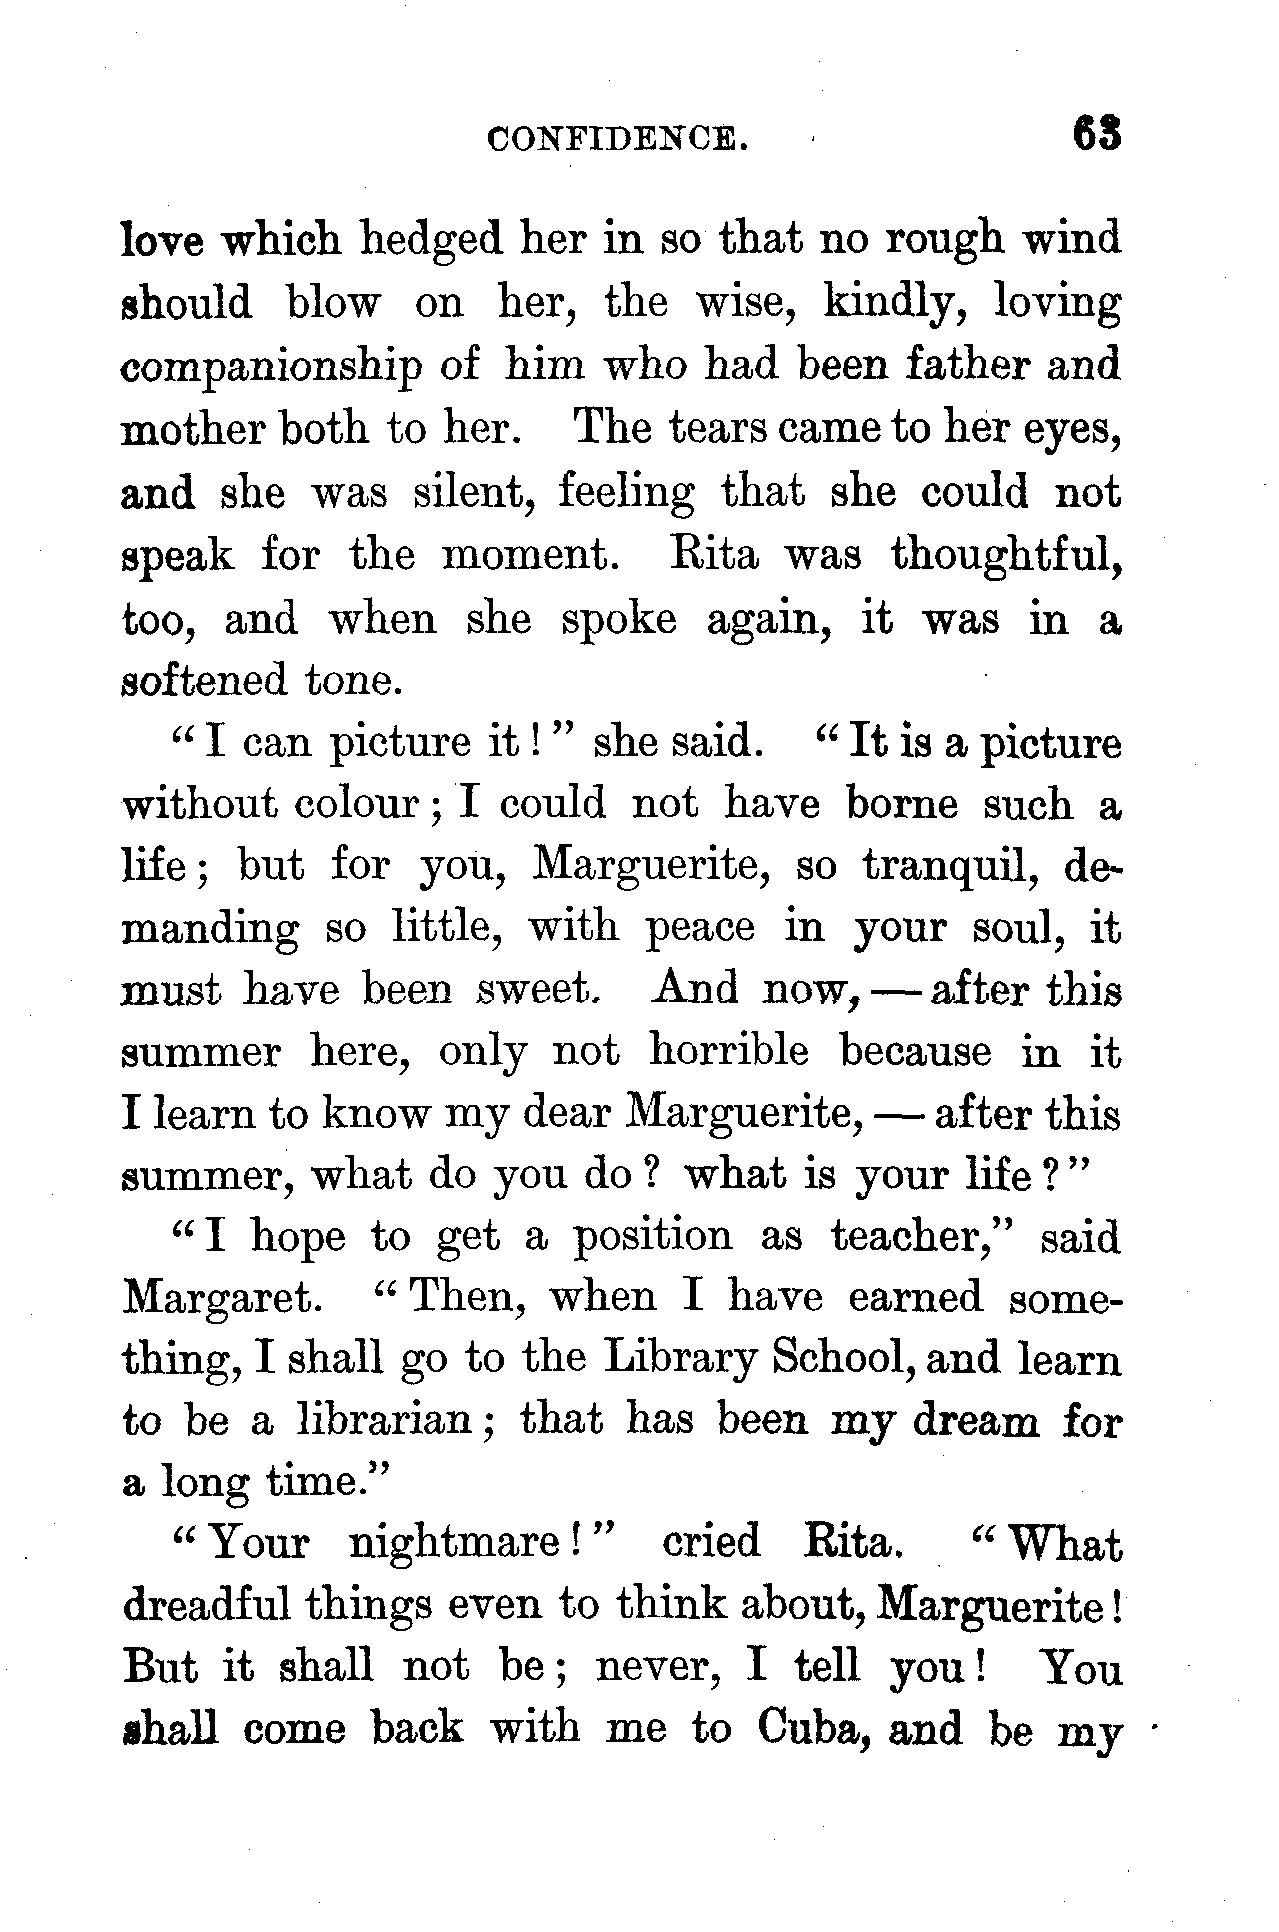 CONFIDENCE. 63
love which hedged her in so that no rough wind
should blow on her, the wise, kindly, loving
companionship of him who had been father and
mother both to her. The tears came to her eyes,
and she was silent, feeling that she could not
speak for the moment. Rita was thoughtful,
too, and when she spoke again, it was in a
softened tone.
“I can picture it!” she said. “It is a picture
without colour; I could not have borne such a
life; but for you, Marguerite, so tranquil, de-
manding so little, with peace in your soul, it
must have been sweet. And now, — after this
summer here, only not horrible because in it
I learn to know my dear Marguerite, — after this
summer, what do you do? what is your life?”
“I hope to get a position as teacher,” said
Margaret. “Then, when I have earned some-
thing, I shall go to the Library School, and learn
to be a librarian; that has been my dream for
a long time.”
“Your nightmare!” cried Rita. “What
dreadful things even to think about, Marguerite!
But it shall not be; never, I tell you! You
shall come back with me to Cuba, and be my